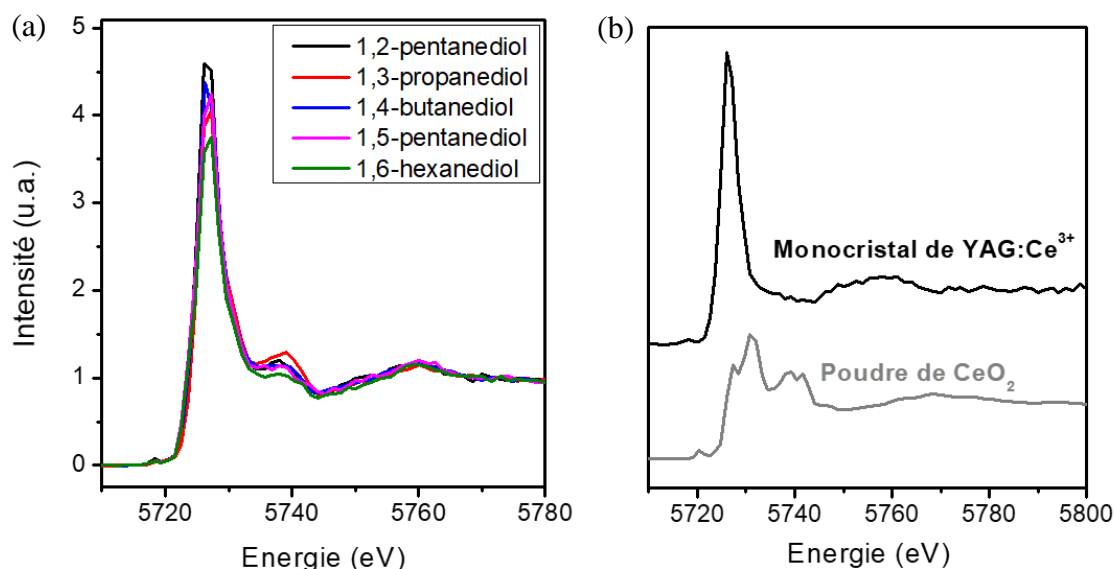 (a)
5
4
3
2
1
0
Intensité (u.a.)
1,2-pentanediol
1,3-propanediol
1,4-butanediol
1,5-pentanediol
1,6-hexanediol
5720
5740
5760
5780
Energie (eV)
(b)
Monocristal de YAG:Ce³⁺
Poudre de CeO₂
5720
5740
5760
5780
5800
Energie (eV)